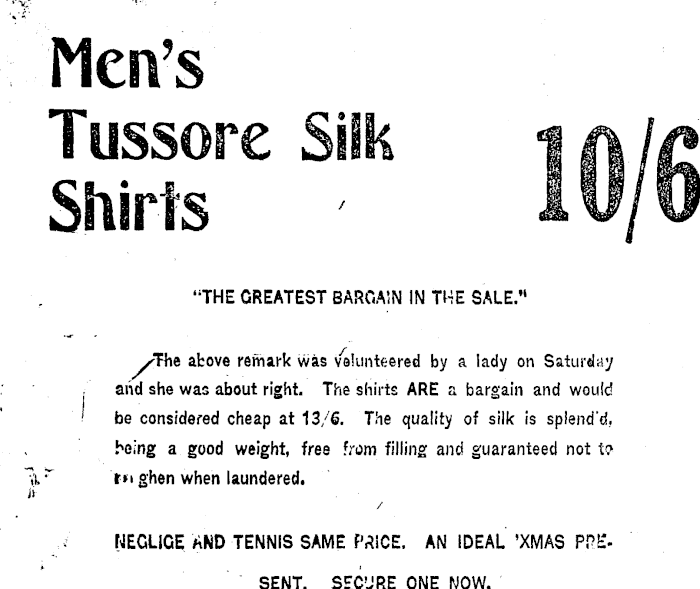 Men's
Tussore Silk
Shirts
10/6
"THE GREATEST BARGAIN IN THE SALE."
The above remark was volunteered by a lady on Saturday
and she was about right. The shirts ARE a bargain and would
be considered cheap at 13/6. The quality of silk is splend'd,
being a good weight, free from filling and guaranteed not to
ghen when laundered.
NEGLIGE AND TENNIS SAME PRICE. AN IDEAL 'XMAS PRE-
SENT. SECURE ONE NOW.